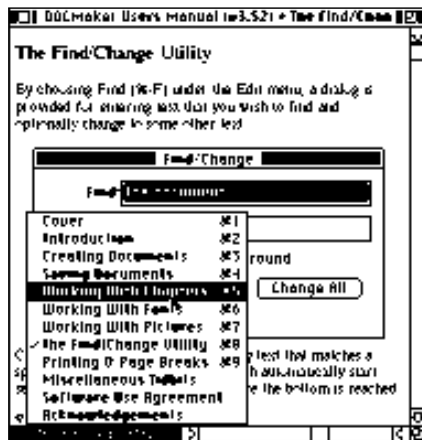 DOCMaker Users Manual (v3.52) • The Find/Chan
The Find/Change Utility
By choosing Find (⌘-F) under the Edit menu, a dialog is
provided for entering text that you wish to find and
optionally change to some other text
Find/Change
Find
Cover ⌘1
Introduction ⌘2
Creating Documents ⌘3
Saving Documents ⌘4
Working With Chapters ⌘5
Working With Fonts ⌘6
Working With Pictures ⌘7
✓The Find/Change Utility ⌘8
Printing & Page Breaks ⌘9
Miscellaneous
Software Use Agreement
Acknowledgements
round
Change All
text that matches a
automatically start
the bottom is reached